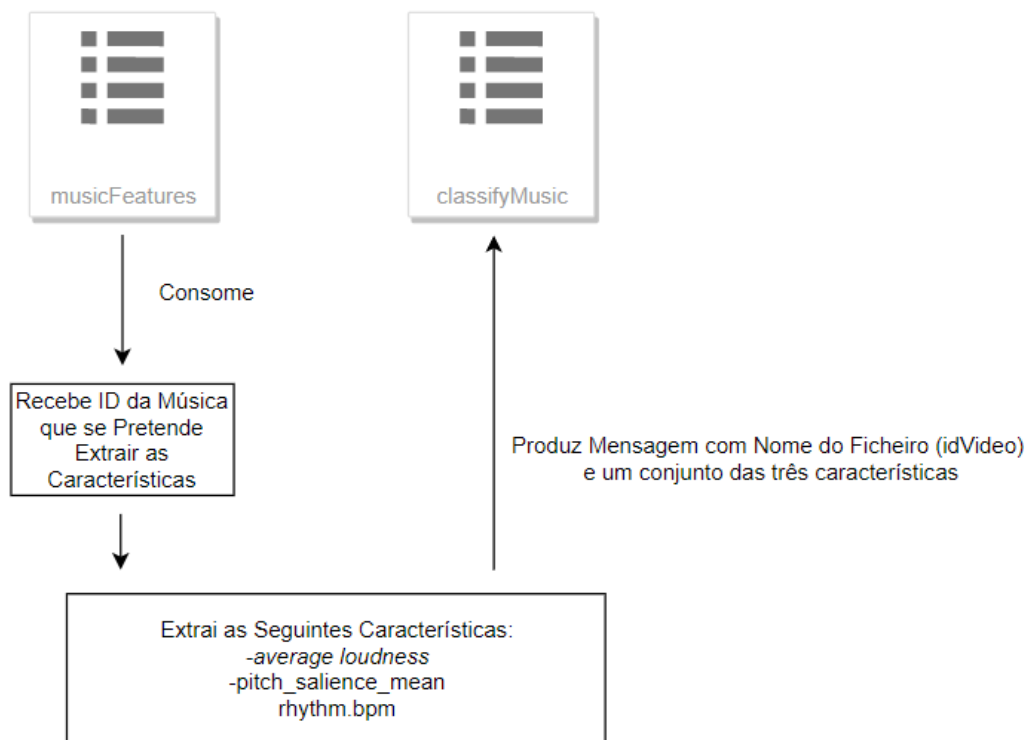 musicFeatures
classifyMusic
Consome
Recebe ID da Música
que se Pretende
Extrair as
Características
Produz Mensagem com Nome do Ficheiro (idVideo)
e um conjunto das três características
Extrai as Seguintes Características:
-average loudness
-pitch_salience_mean
rhythm.bpm